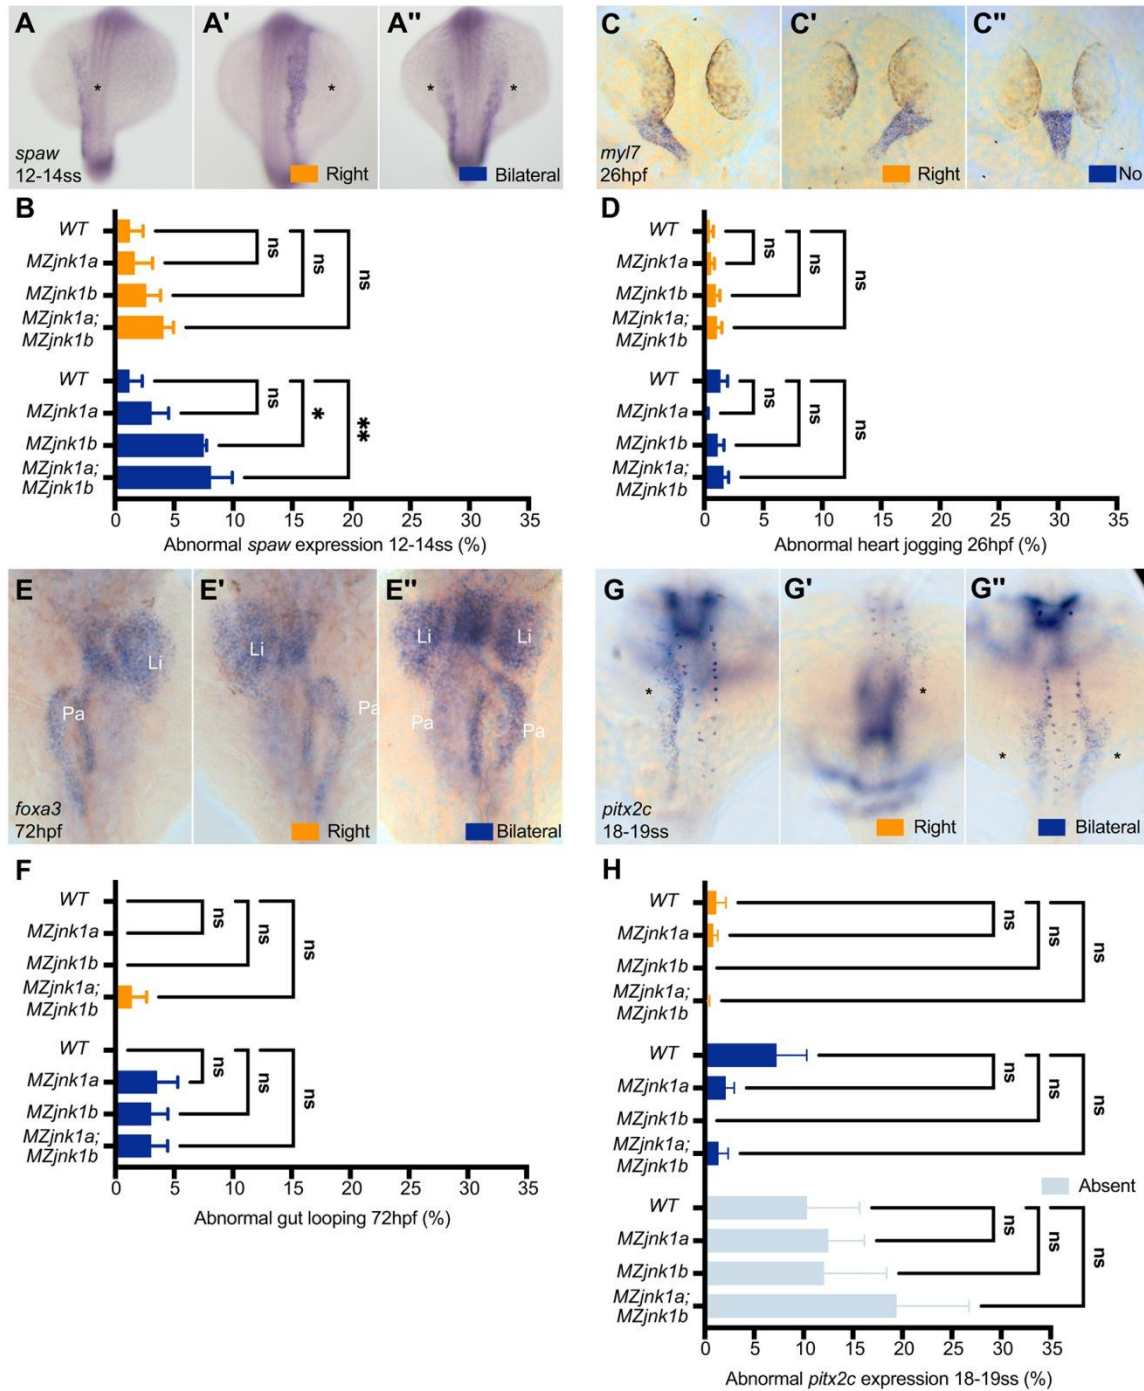 A
A'
A''
*
*
*
*
spaw
12-14ss
Right
Bilateral
C
C'
C''
myl7
26hpf
Right
No
B
WT
MZjnk1a
MZjnk1b
MZjnk1a;
MZjnk1b
ns
ns
ns
WT
MZjnk1a
MZjnk1b
MZjnk1a;
MZjnk1b
ns
*
**
0 5 10 15 20 25 30 35
Abnormal spaw expression 12-14ss (%)
D
WT
MZjnk1a
MZjnk1b
MZjnk1a;
MZjnk1b
ns
ns
ns
WT
MZjnk1a
MZjnk1b
MZjnk1a;
MZjnk1b
ns
ns
ns
0 5 10 15 20 25 30 35
Abnormal heart jogging 26hpf (%)
E
E'
E''
Li
Li
Li
Li
Pa
Pa
Pa
Pa
foxa3
72hpf
Right
Bilateral
G
G'
G''
*
*
*
*
pitx2c
18-19ss
Right
Bilateral
F
WT
MZjnk1a
MZjnk1b
MZjnk1a;
MZjnk1b
ns
ns
ns
WT
MZjnk1a
MZjnk1b
MZjnk1a;
MZjnk1b
ns
ns
ns
0 5 10 15 20 25 30 35
Abnormal gut looping 72hpf (%)
H
WT
MZjnk1a
MZjnk1b
MZjnk1a;
MZjnk1b
ns
ns
ns
WT
MZjnk1a
MZjnk1b
MZjnk1a;
MZjnk1b
ns
ns
ns
Absent
WT
MZjnk1a
MZjnk1b
MZjnk1a;
MZjnk1b
ns
ns
ns
0 5 10 15 20 25 30 35
Abnormal pitx2c expression 18-19ss (%)